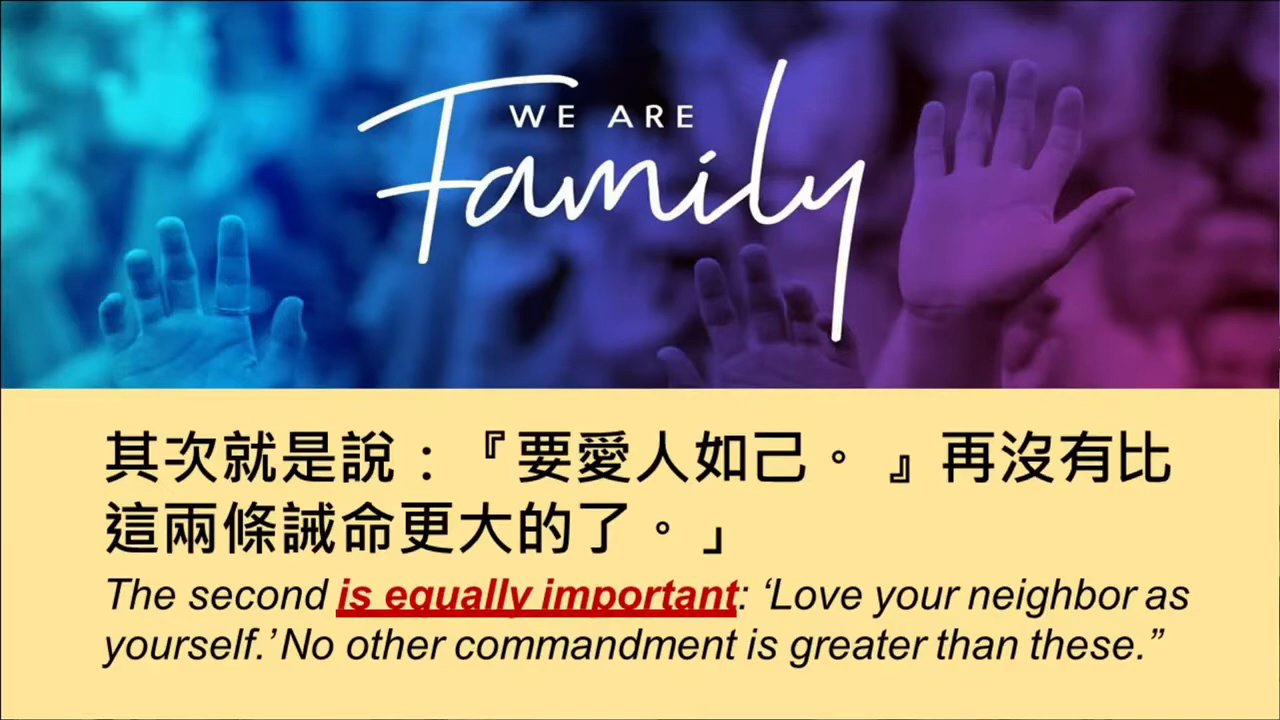 WE ARE
Family
其次就是說：『要愛人如己。』再沒有比
這兩條誡命更大的了。」
The second is equally important: ‘Love your neighbor as
yourself.’ No other commandment is greater than these.”